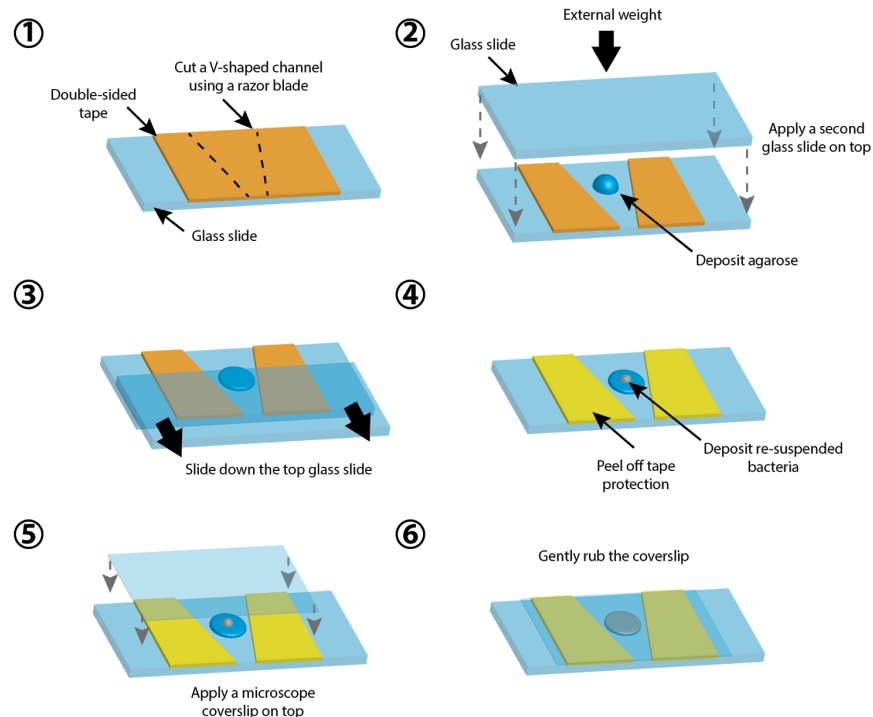 ①
Cut a V-shaped channel
using a razor blade
Double-sided
tape
Glass slide
②
External weight
Glass slide
Apply a second
glass slide on top
Deposit agarose
③
Slide down the top glass slide
④
Peel off tape
protection
Deposit re-suspended
bacteria
⑤
Apply a microscope
coverslip on top
⑥
Gently rub the coverslip